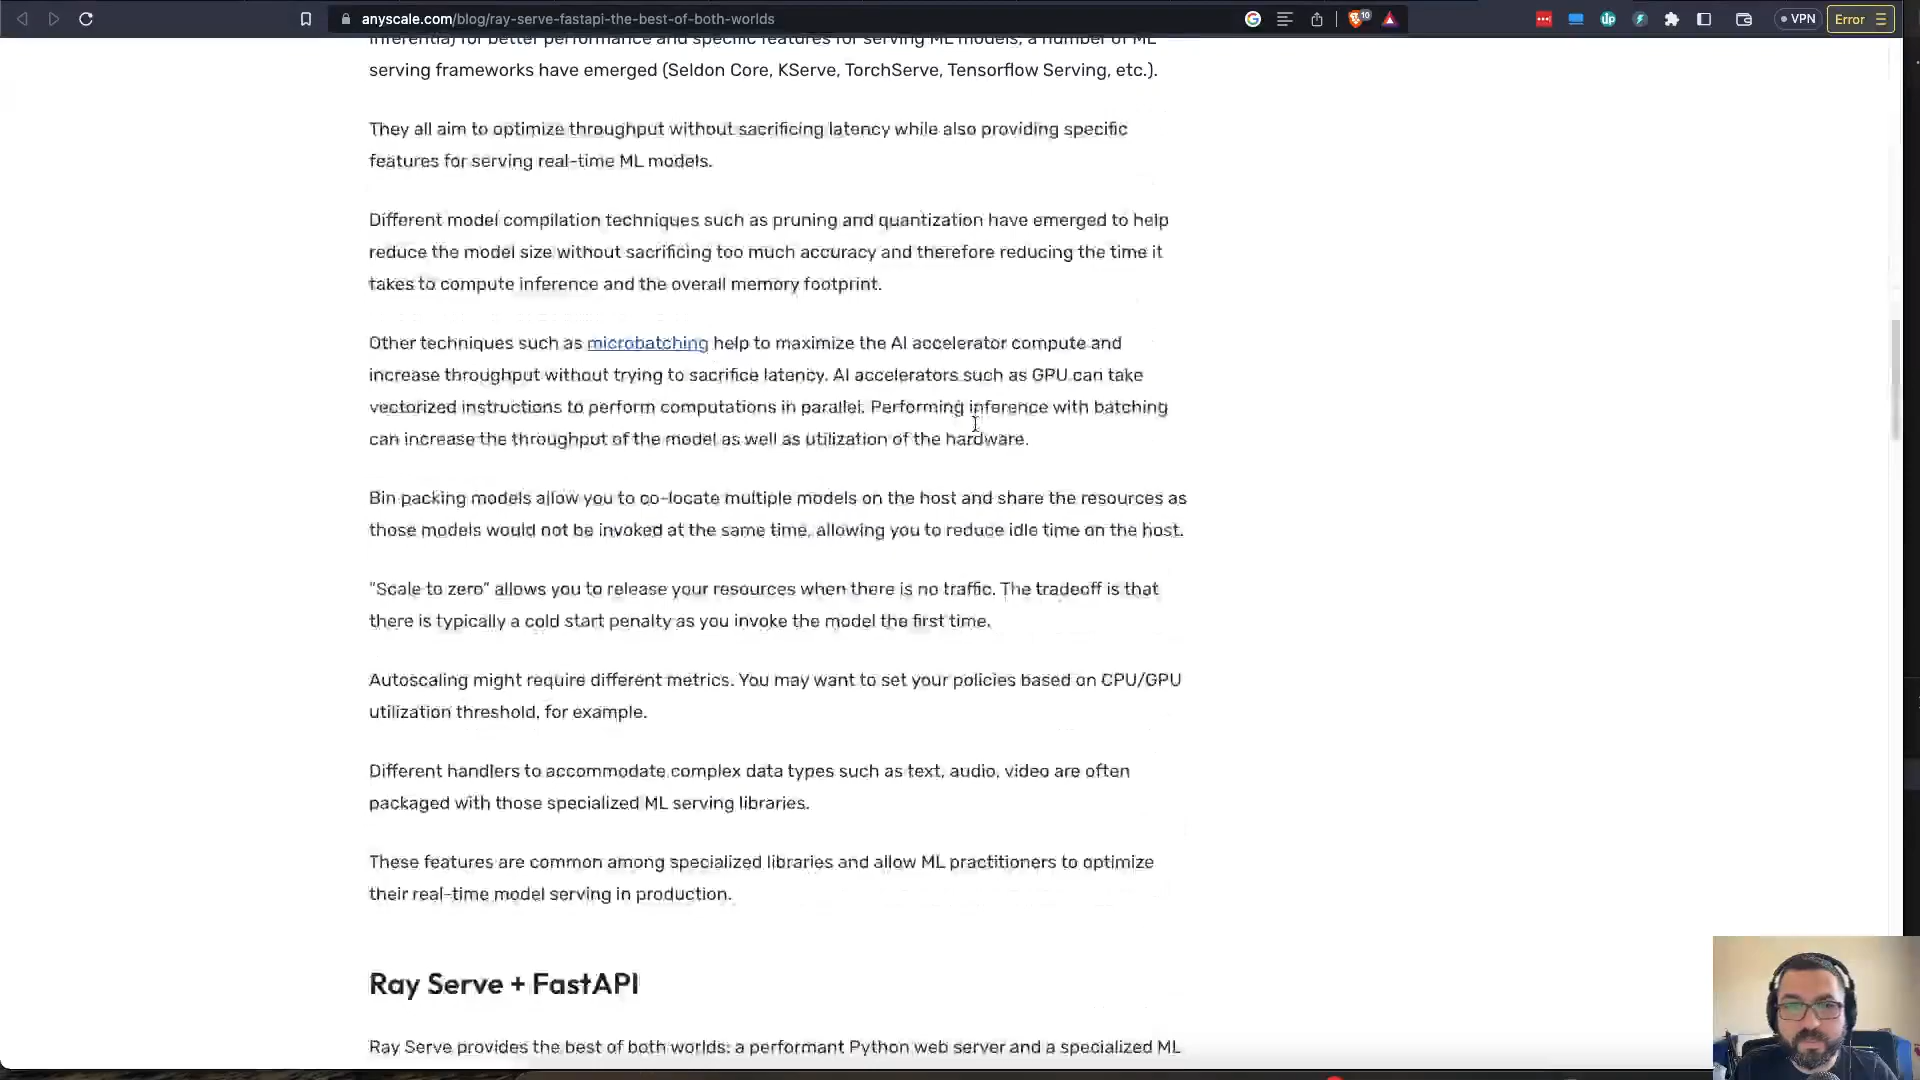 anyscale.com/blog/ray-serve-fastapi-the-best-of-both-worlds
10
VPN
Error
Inferentia) for better performance and specific features for serving ML models, a number of ML
serving frameworks have emerged (Seldon Core, KServe, TorchServe, Tensorflow Serving, etc.).
They all aim to optimize throughput without sacrificing latency while also providing specific
features for serving real-time ML models.
Different model compilation techniques such as pruning and quantization have emerged to help
reduce the model size without sacrificing too much accuracy and therefore reducing the time it
takes to compute inference and the overall memory footprint.
Other techniques such as microbatching help to maximize the AI accelerator compute and
increase throughput without trying to sacrifice latency. AI accelerators such as GPU can take
vectorized instructions to perform computations in parallel. Performing inference with batching
can increase the throughput of the model as well as utilization of the hardware.
Bin packing models allow you to co-locate multiple models on the host and share the resources as
those models would not be invoked at the same time, allowing you to reduce idle time on the host.
“Scale to zero” allows you to release your resources when there is no traffic. The tradeoff is that
there is typically a cold start penalty as you invoke the model the first time.
Autoscaling might require different metrics. You may want to set your policies based on CPU/GPU
utilization threshold, for example.
Different handlers to accommodate complex data types such as text, audio, video are often
packaged with those specialized ML serving libraries.
These features are common among specialized libraries and allow ML practitioners to optimize
their real-time model serving in production.
Ray Serve + FastAPI
Ray Serve provides the best of both worlds: a performant Python web server and a specialized ML